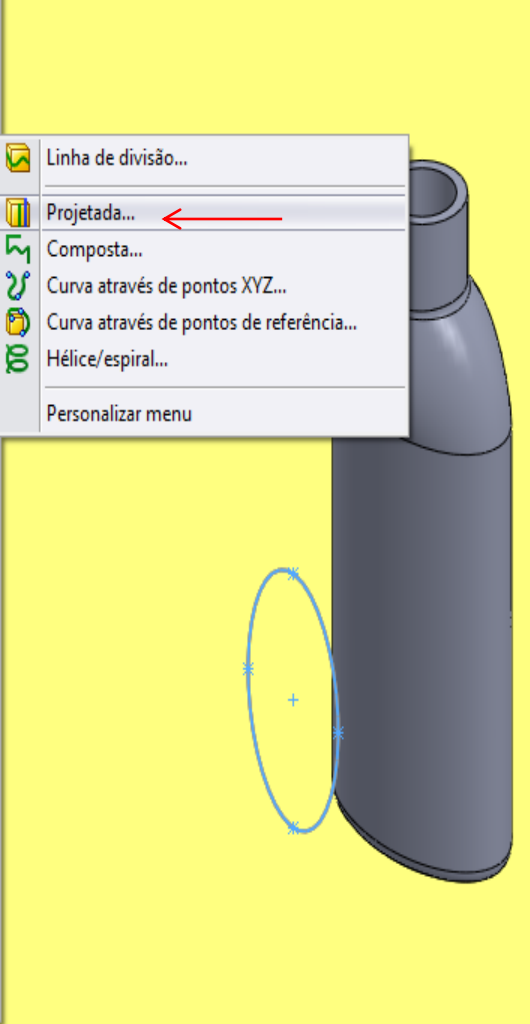 Linha de divisão...
Projetada...
Composta...
Curva através de pontos XYZ...
Curva através de pontos de referência...
Hélice/espiral...
Personalizar menu